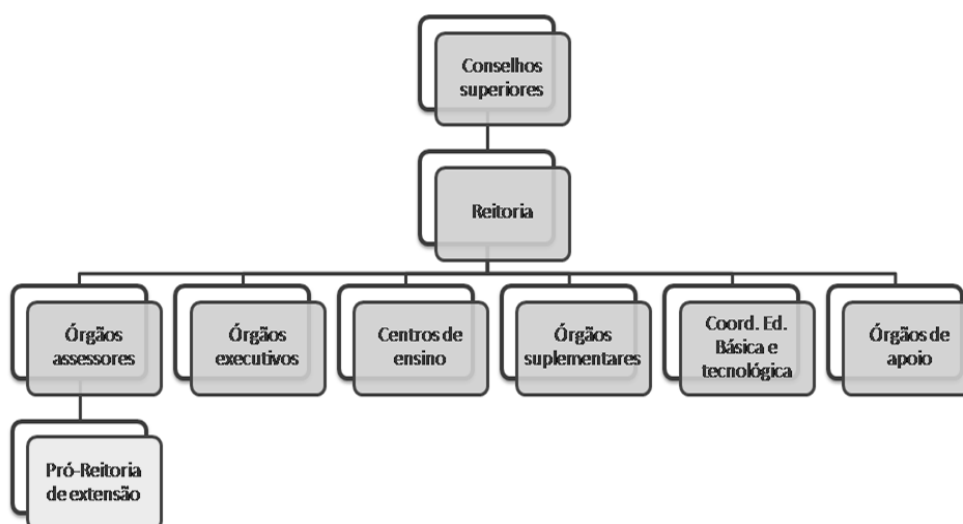 Conselhos
superiores
Reitoria
Órgãos
assessores
Órgãos
executivos
Centros de
ensino
Órgãos
suplementares
Coord. Ed.
Básica e
tecnológica
Órgãos de
apoio
Pró-Reitoria
de extensão